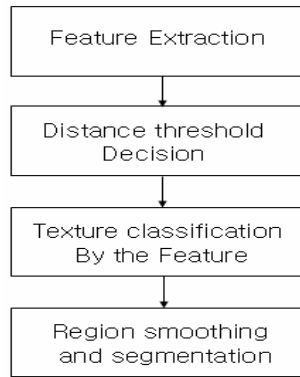 Feature Extraction
Distance threshold
Decision
Texture classification
By the Feature
Region smoothing
and segmentation